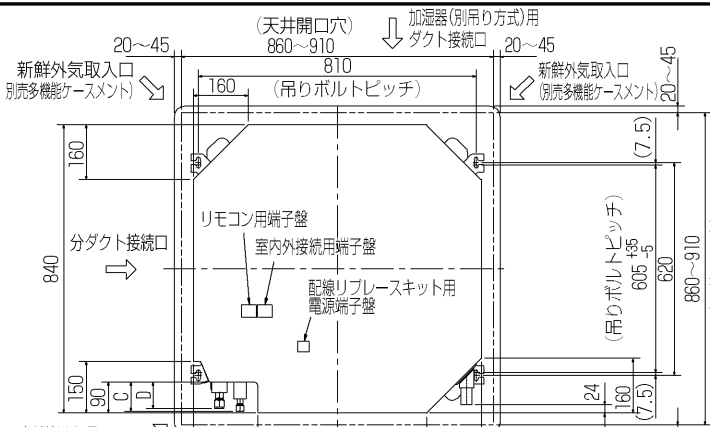 (天井開口穴)
860～910
加湿器(別吊り方式)用
ダクト接続口
20～45
20～45
新鮮外気取入口
別売多機能ケースメント)
810
160
(吊りボルトピッチ)
新鮮外気取入口
(別売多機能ケースメント)
20～45
160
(7.5)
リモコン用端子盤
室内外接続用端子盤
分ダクト接続口
840
配線リプレースキット用
電源端子盤
(吊りボルトピッチ)
605 +35 -5
620
860～910
150
90
C
D
24
160
(7.5)